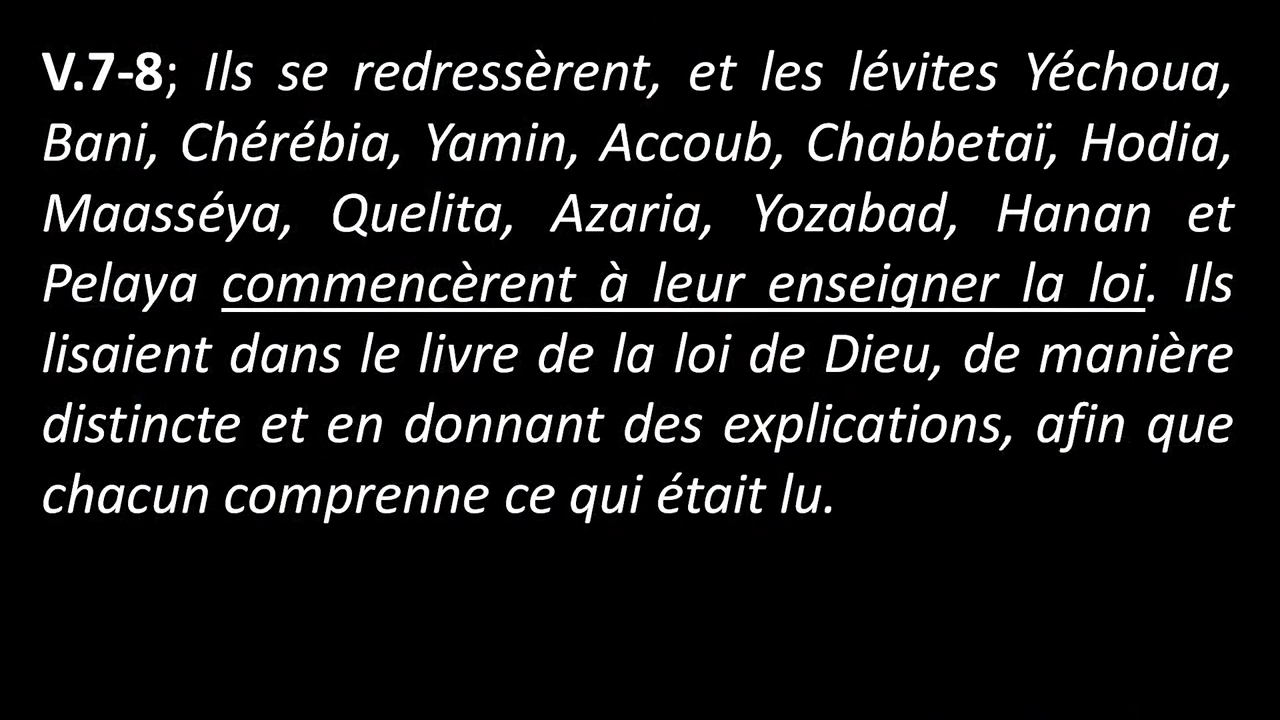 V.7-8; Ils se redressèrent, et les lévites Yéchoua,
Bani, Chérébia, Yamin, Accoub, Chabbetaï, Hodia,
Maasséya, Quelita, Azaria, Yozabad, Hanan et
Pelaya commencèrent à leur enseigner la loi. Ils
lisaient dans le livre de la loi de Dieu, de manière
distincte et en donnant des explications, afin que
chacun comprenne ce qui était lu.